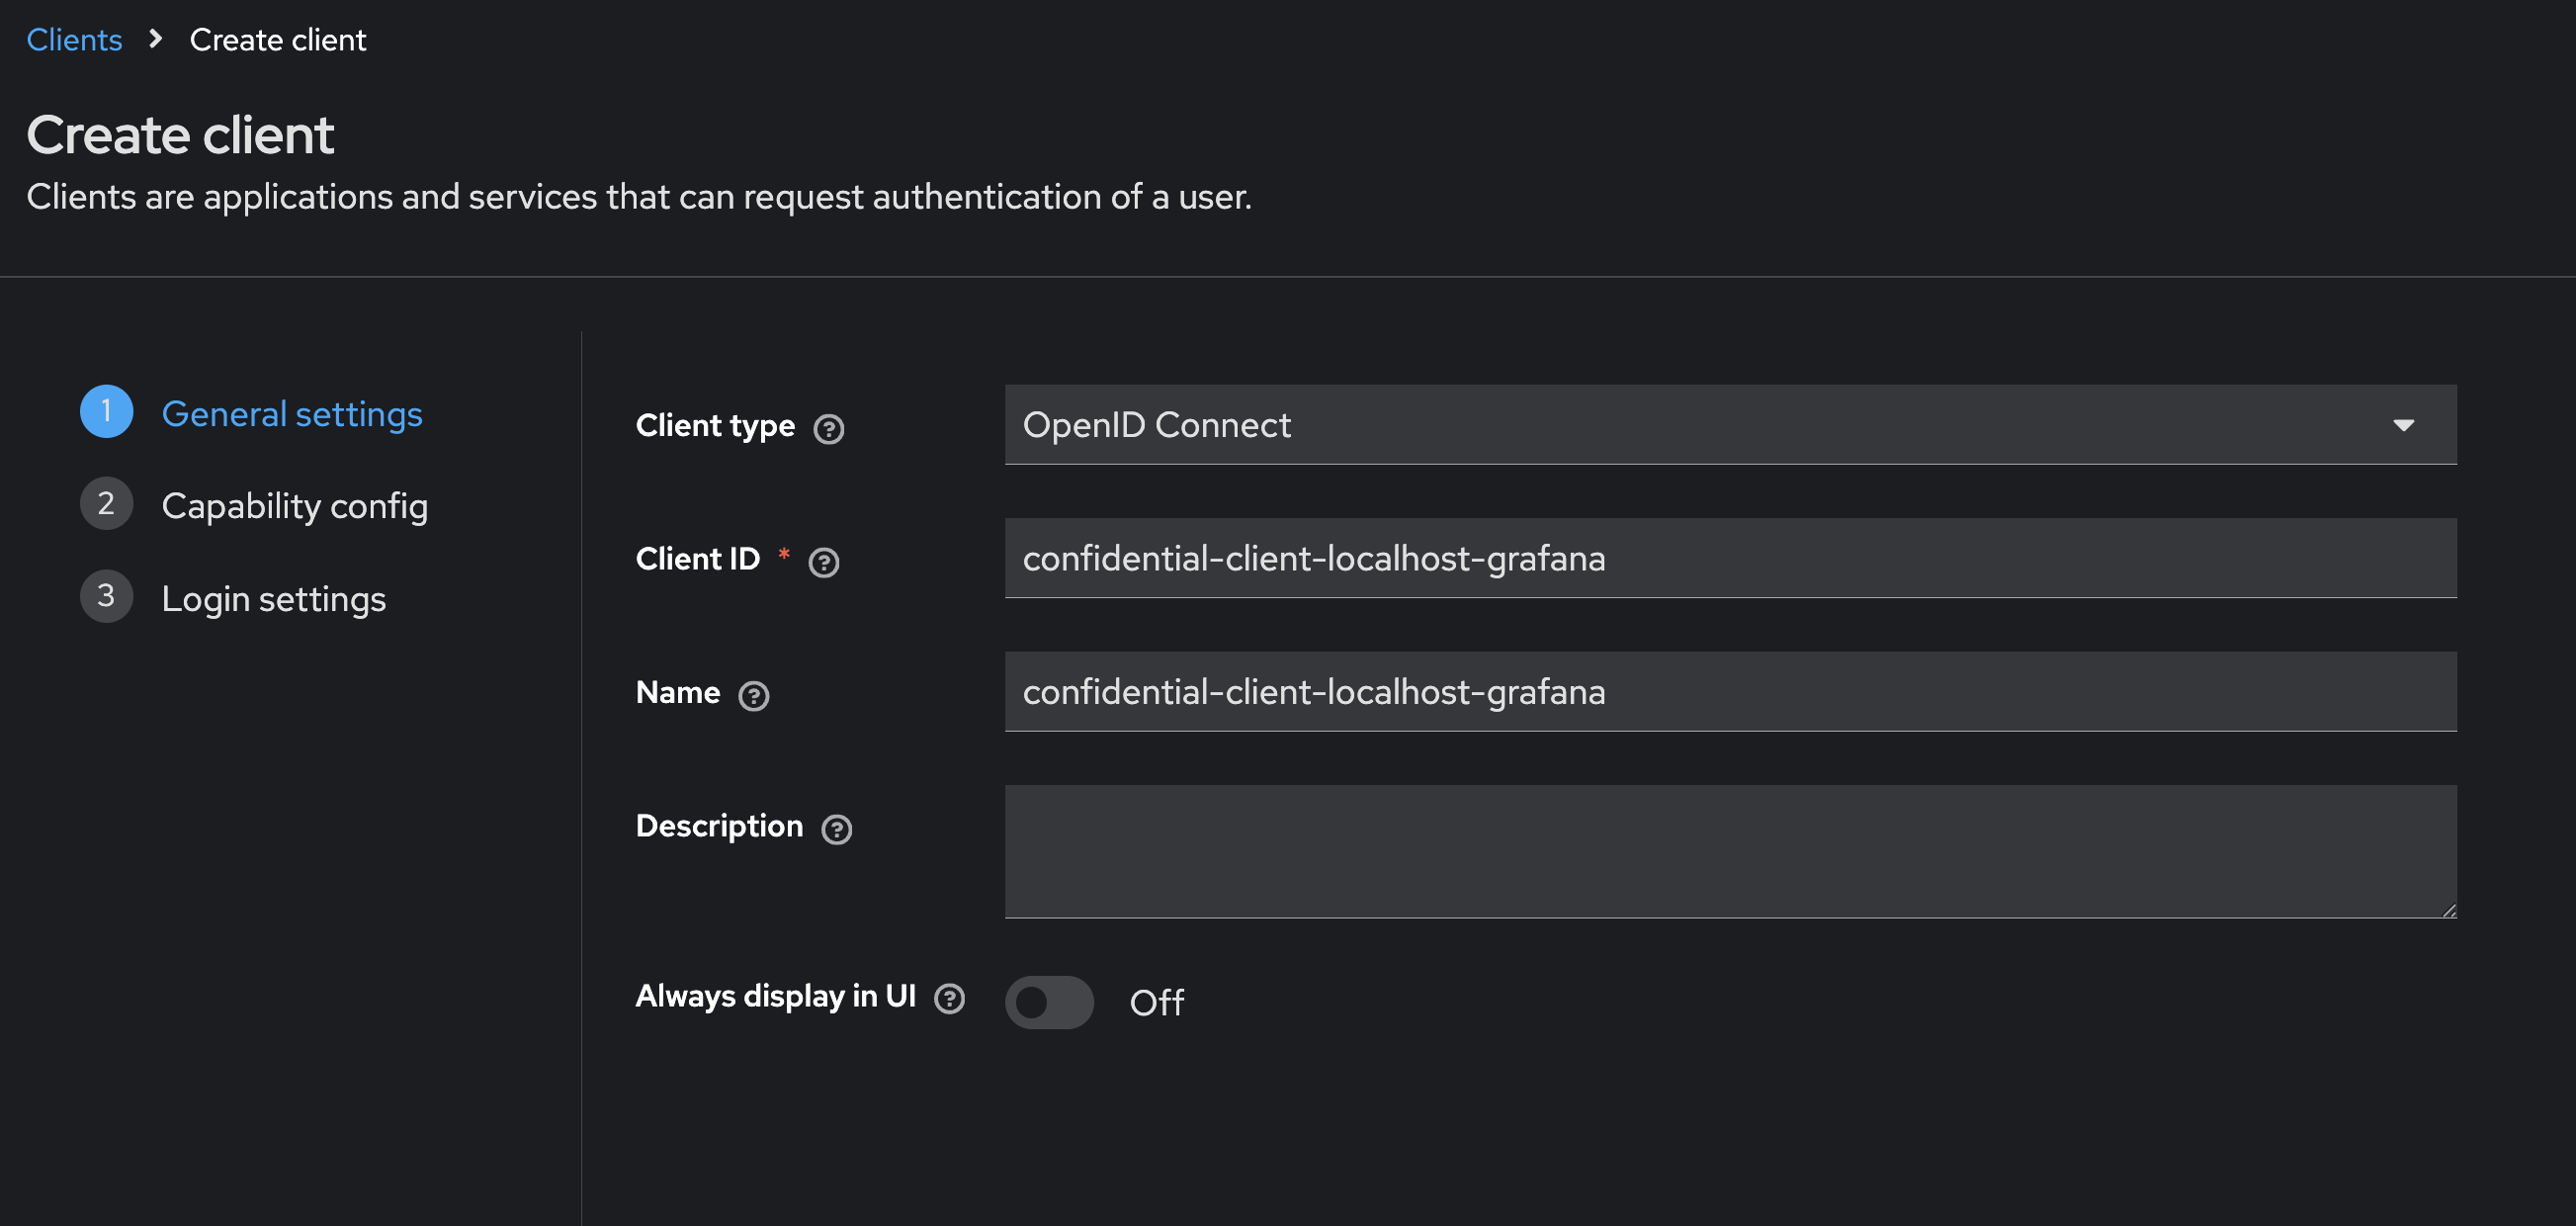 Clients > Create client
Create client
Clients are applications and services that can request authentication of a user.
1 General settings
2 Capability config
3 Login settings
Client type ? OpenID Connect
Client ID * ? confidential-client-localhost-grafana
Name ? confidential-client-localhost-grafana
Description ?
Always display in UI ? Off